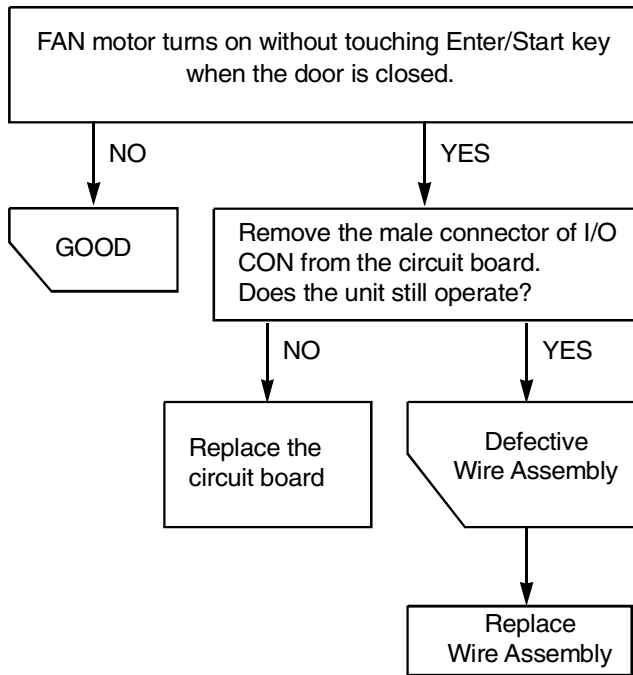 FAN motor turns on without touching Enter/Start key
when the door is closed.
NO
YES
GOOD
Remove the male connector of I/O
CON from the circuit board.
Does the unit still operate?
NO
YES
Replace the
circuit board
Defective
Wire Assembly
Replace
Wire Assembly